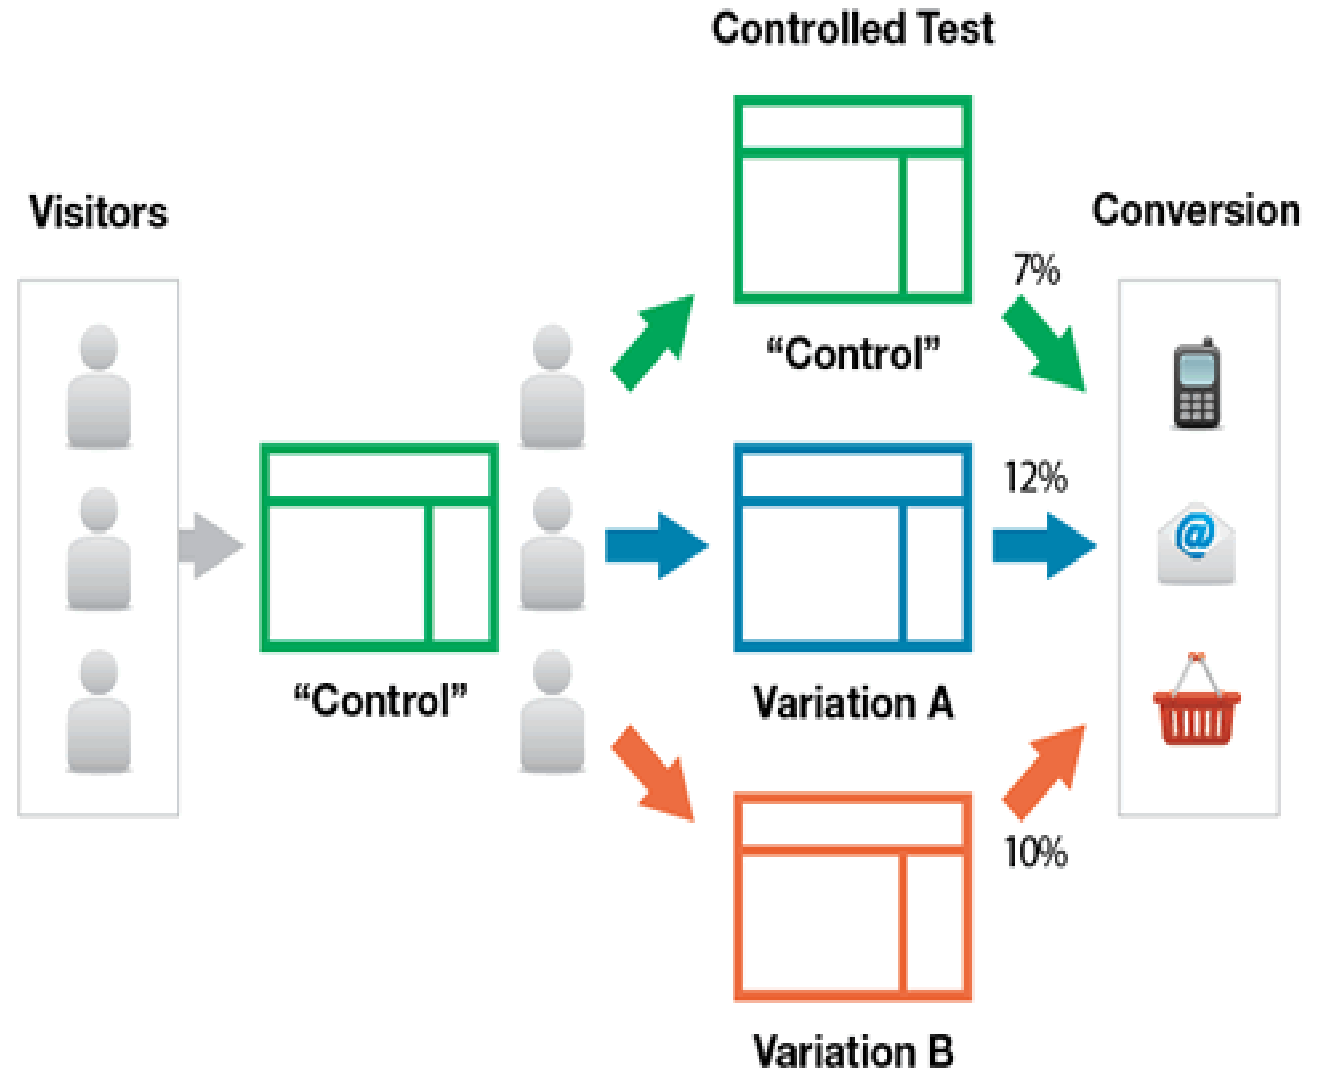 Controlled Test
Visitors
Conversion
7%
“Control”
12%
“Control”
Variation A
@
10%
Variation B